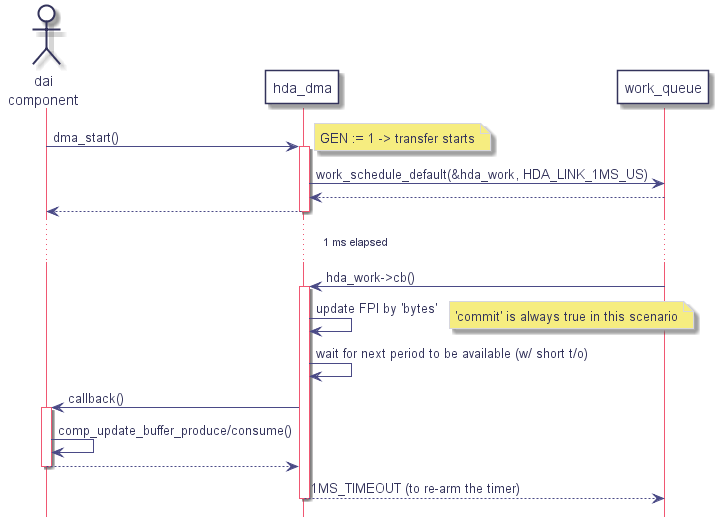 dai
component
hda_dma
work_queue
dma_start()
GEN := 1 -> transfer starts
work_schedule_default(&hda_work, HDA_LINK_1MS_US)
1 ms elapsed
hda_work->cb()
update FPI by 'bytes'
'commit' is always true in this scenario
wait for next period to be available (w/ short t/o)
callback()
comp_update_buffer_produce/consume()
1MS_TIMEOUT (to re-arm the timer)